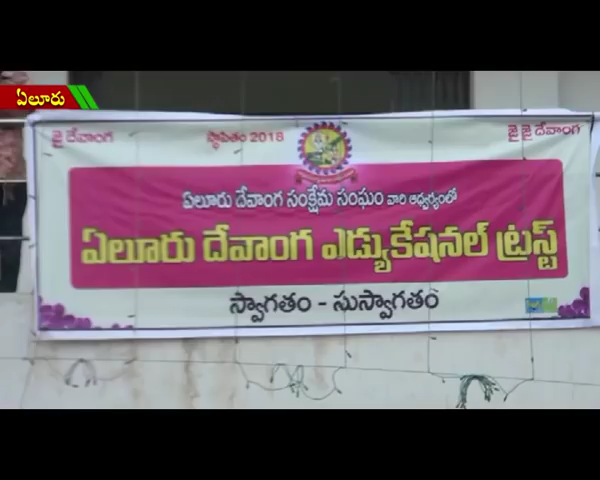 ఏలూరు
జై దేవాంగ స్థాపితం 2018 జై జై దేవాంగ
ఏలూరు దేవాంగ సంక్షేమ సంఘం వారి ఆధ్వర్యంలో
ఏలూరు దేవాంగ ఎడ్యుకేషనల్ ట్రస్ట్
స్వాగతం - సుస్వాగతం